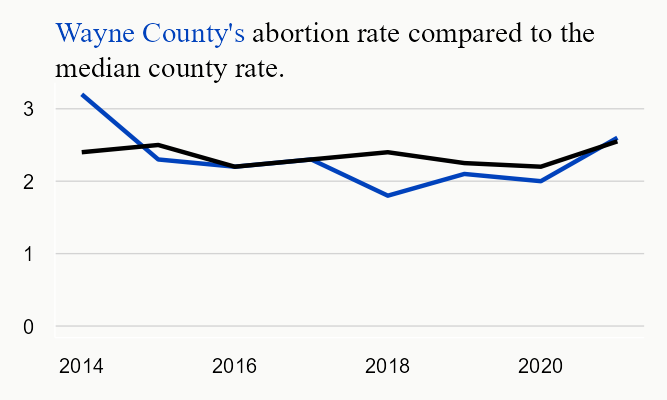 Wayne County's abortion rate compared to the
median county rate.
3
2
1
0
2014 2016 2018 2020